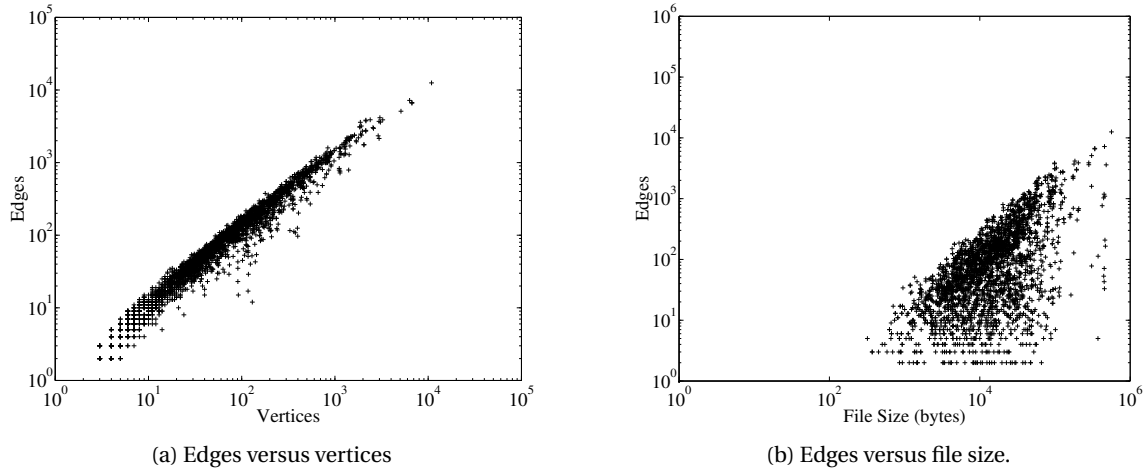 10^5
10^4
10^3
10^2
10^1
10^0
Edges
10^0 10^1 10^2 10^3 10^4 10^5
Vertices
(a) Edges versus vertices
10^6
10^5
10^4
10^3
10^2
10^1
10^0
Edges
10^0 10^2 10^4 10^6
File Size (bytes)
(b) Edges versus file size.